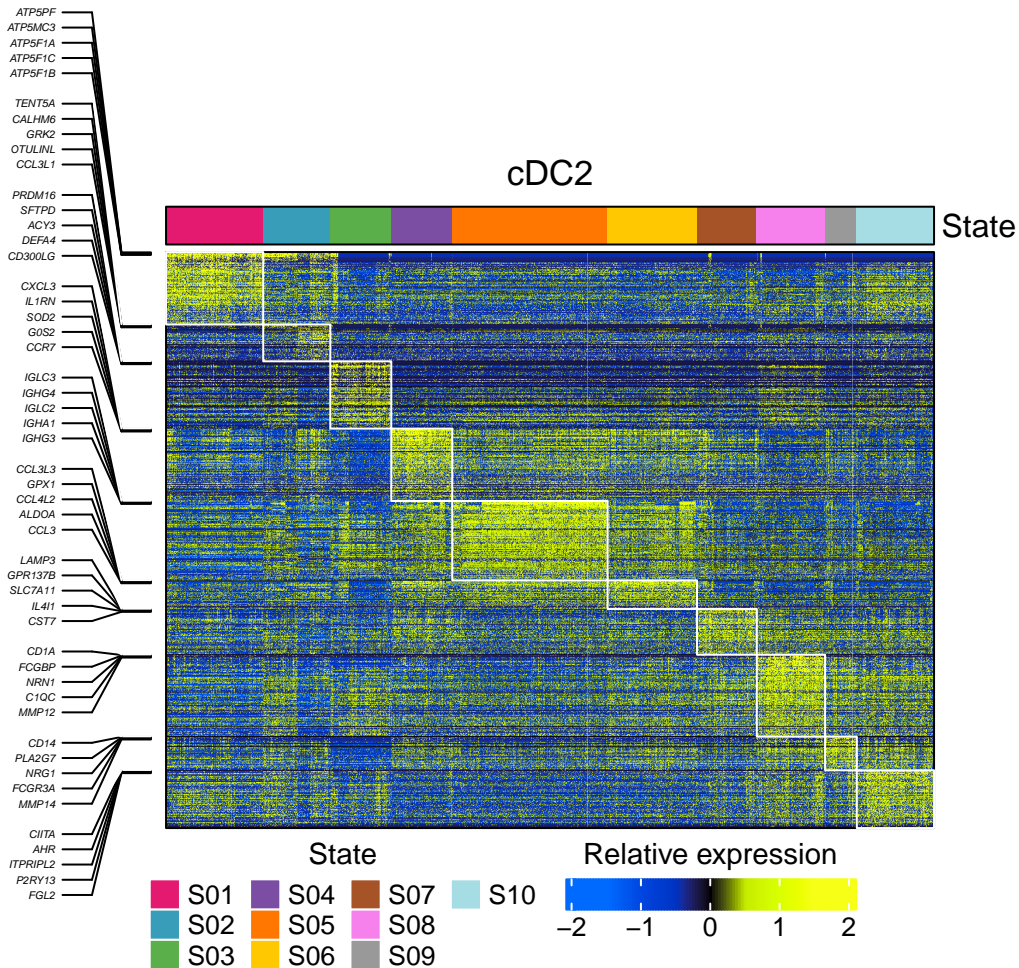 ATP5PF
ATP5MC3
ATP5F1A
ATP5F1C
ATP5F1B
TENT5A
CALHM6
GRK2
OTULINL
CCL3L1
PRDM16
SFTPD
ACY3
DEFA4
CD300LG
CXCL3
IL1RN
SOD2
G0S2
CCR7
IGLC3
IGHG4
IGLC2
IGHA1
IGHG3
CCL3L3
GPX1
CCL4L2
ALDOA
CCL3
LAMP3
GPR137B
SLC7A11
IL4I1
CST7
CD1A
FCGBP
NRN1
C1QC
MMP12
CD14
PLA2G7
NRG1
FCGR3A
MMP14
CIITA
AHR
ITPRIPL2
P2RY13
FGL2
cDC2
State
State
S01 S04 S07 S10
S02 S05 S08
S03 S06 S09
Relative expression
−2 −1 0 1 2